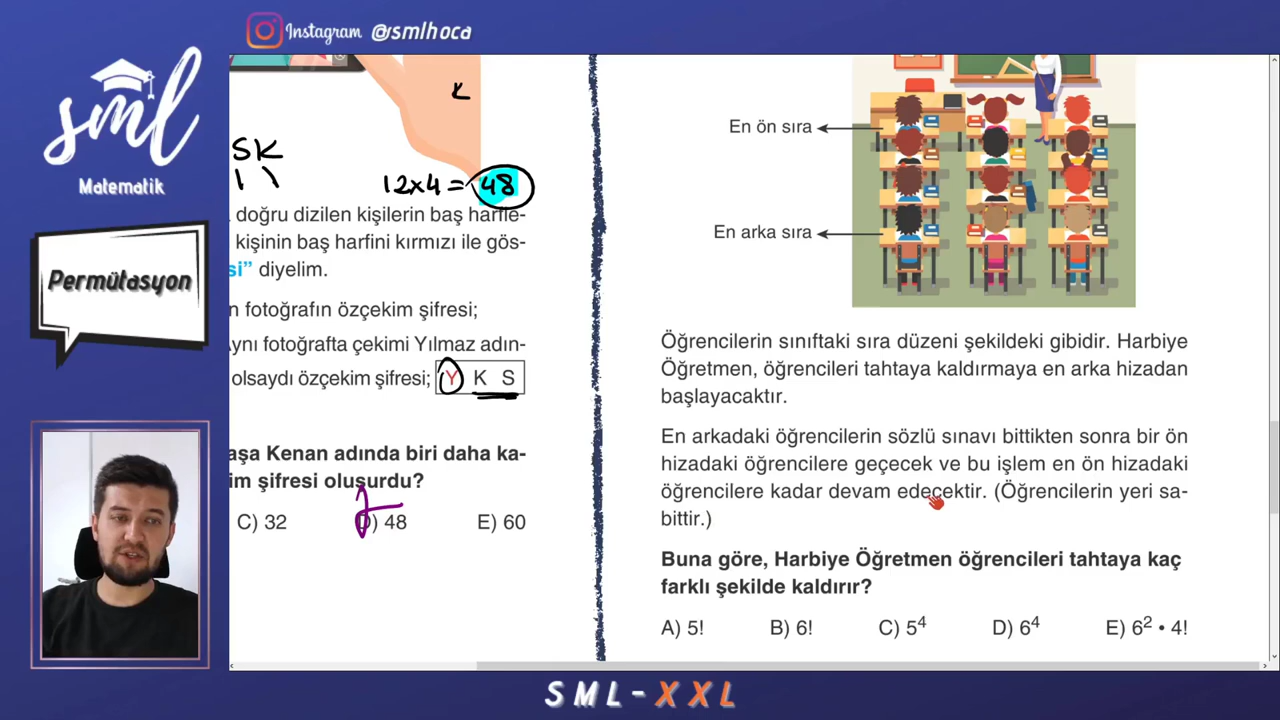 Instagram @smlhoca
sml
Matematik
Permütasyon
K
SK
12x4 = 48
doğru dizilen kişilerin baş harfle-
kişinin baş harfini kırmızı ile gös-
si” diyelim.
n fotoğrafın özçekim şifresi;
ynı fotoğrafta çekimi Yılmaz adın-
olsaydı özçekim şifresi; Y K S
aşa Kenan adında biri daha ka-
im şifresi oluşurdu?
C) 32 D) 48 E) 60
En ön sıra
En arka sıra
Öğrencilerin sınıftaki sıra düzeni şekildeki gibidir. Harbiye
Öğretmen, öğrencileri tahtaya kaldırmaya en arka hizadan
başlayacaktır.
En arkadaki öğrencilerin sözlü sınavı bittikten sonra bir ön
hizadaki öğrencilere geçecek ve bu işlem en ön hizadaki
öğrencilere kadar devam edecektir. (Öğrencilerin yeri sa-
bittir.)
Buna göre, Harbiye Öğretmen öğrencileri tahtaya kaç
farklı şekilde kaldırır?
A) 5! B) 6! C) 5⁴ D) 6⁴ E) 6² • 4!
SML-XXL